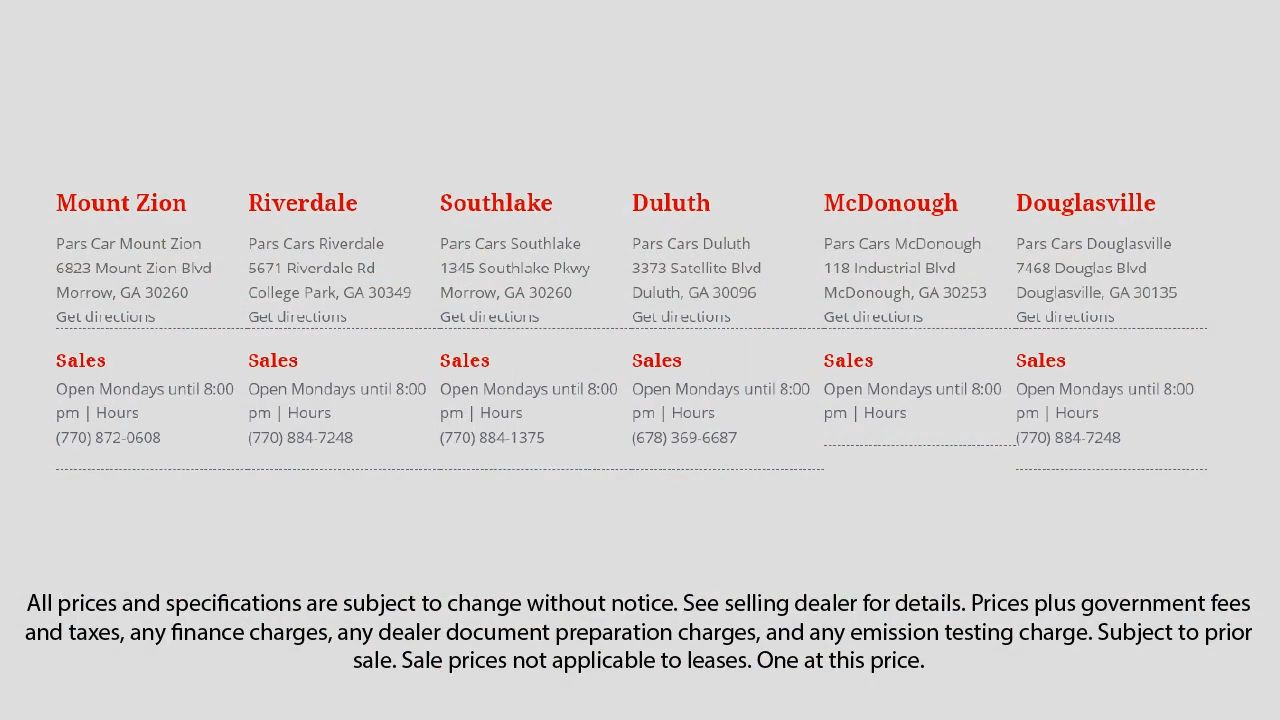 Mount Zion
Pars Car Mount Zion
6823 Mount Zion Blvd
Morrow, GA 30260
Get directions
Sales
Open Mondays until 8:00
pm | Hours
(770) 872-0608
Riverdale
Pars Cars Riverdale
5671 Riverdale Rd
College Park, GA 30349
Get directions
Sales
Open Mondays until 8:00
pm | Hours
(770) 884-7248
Southlake
Pars Cars Southlake
1345 Southlake Pkwy
Morrow, GA 30260
Get directions
Sales
Open Mondays until 8:00
pm | Hours
(770) 884-1375
Duluth
Pars Cars Duluth
3373 Satellite Blvd
Duluth, GA 30096
Get directions
Sales
Open Mondays until 8:00
pm | Hours
(678) 369-6687
McDonough
Pars Cars McDonough
118 Industrial Blvd
McDonough, GA 30253
Get directions
Sales
Open Mondays until 8:00
pm | Hours
Douglasville
Pars Cars Douglasville
7468 Douglas Blvd
Douglasville, GA 30135
Get directions
Sales
Open Mondays until 8:00
pm | Hours
(770) 884-7248
All prices and specifications are subject to change without notice. See selling dealer for details. Prices plus government fees
and taxes, any finance charges, any dealer document preparation charges, and any emission testing charge. Subject to prior
sale. Sale prices not applicable to leases. One at this price.